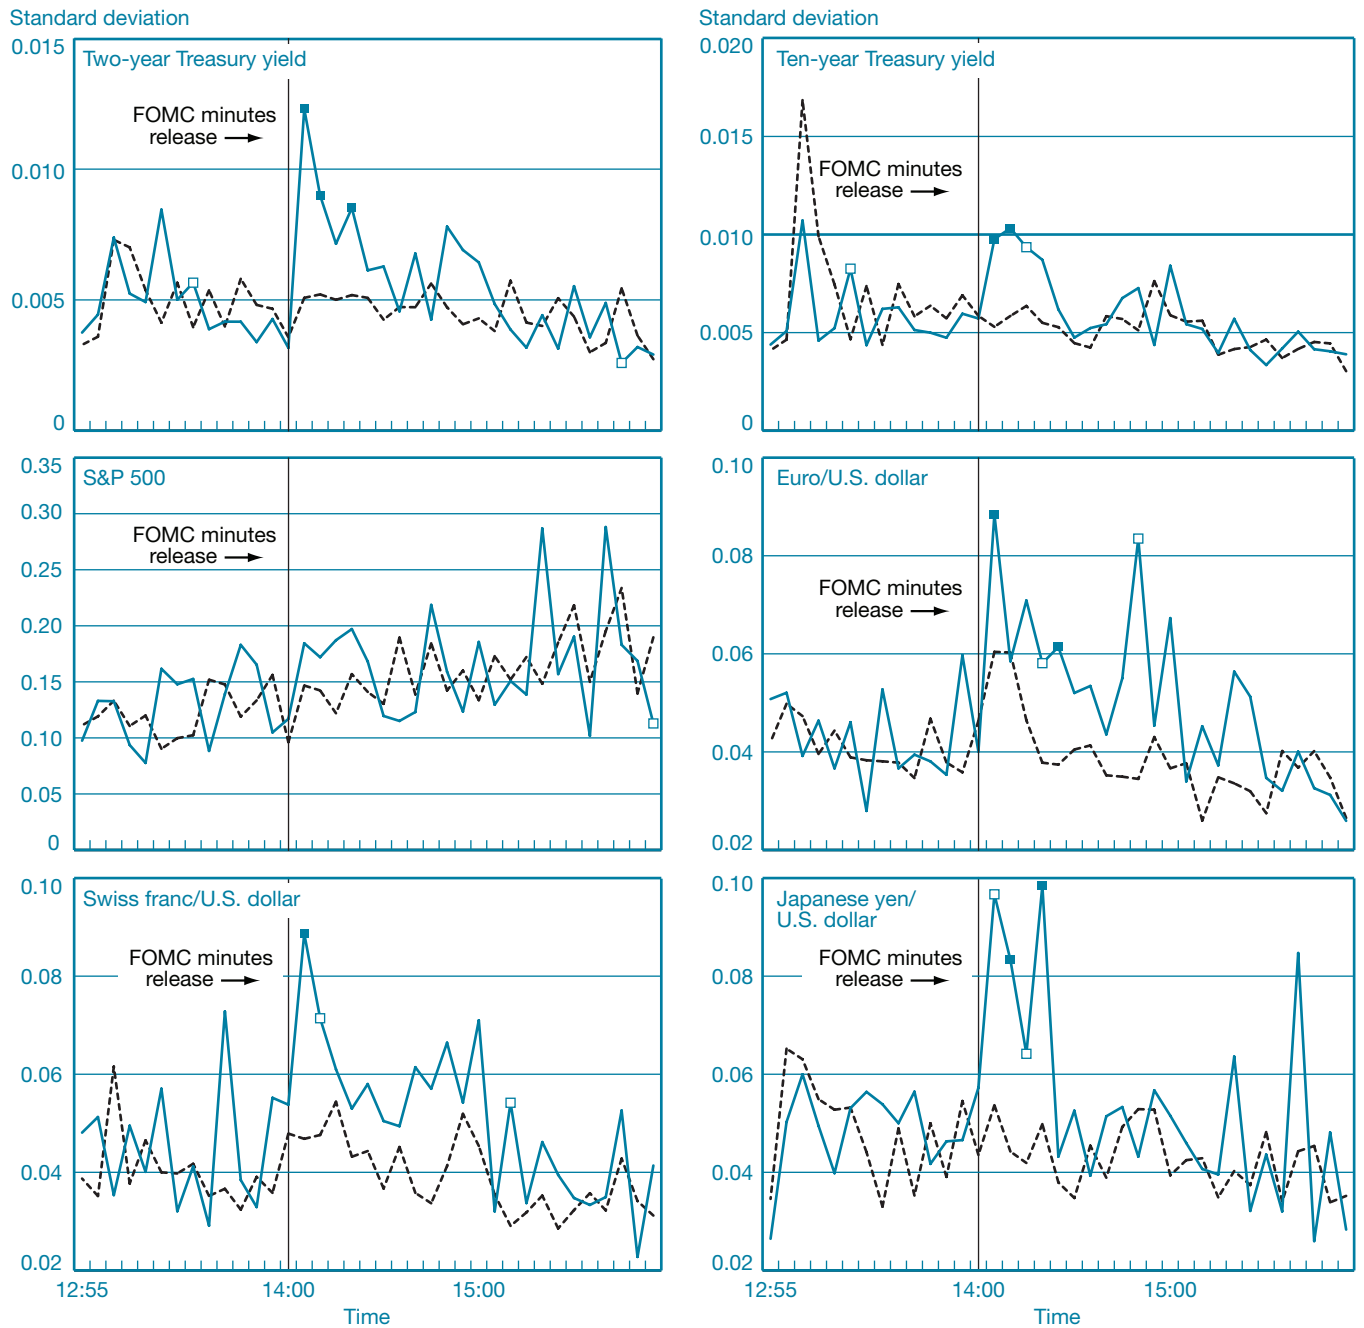 Standard deviation
0.015
Two-year Treasury yield
FOMC minutes
release
0.010
0.005
0
Standard deviation
0.020
Ten-year Treasury yield
0.015
FOMC minutes
release
0.010
0.005
0
0.35
S&P 500
0.30
FOMC minutes
release
0.25
0.20
0.15
0.10
0.05
0
0.10
Euro/U.S. dollar
0.08
FOMC minutes
release
0.06
0.04
0.02
0.10
Swiss franc/U.S. dollar
FOMC minutes
release
0.08
0.06
0.04
0.02
12:55
14:00
15:00
Time
0.10
Japanese yen/
U.S. dollar
FOMC minutes
release
0.08
0.06
0.04
0.02
12:55
14:00
15:00
Time